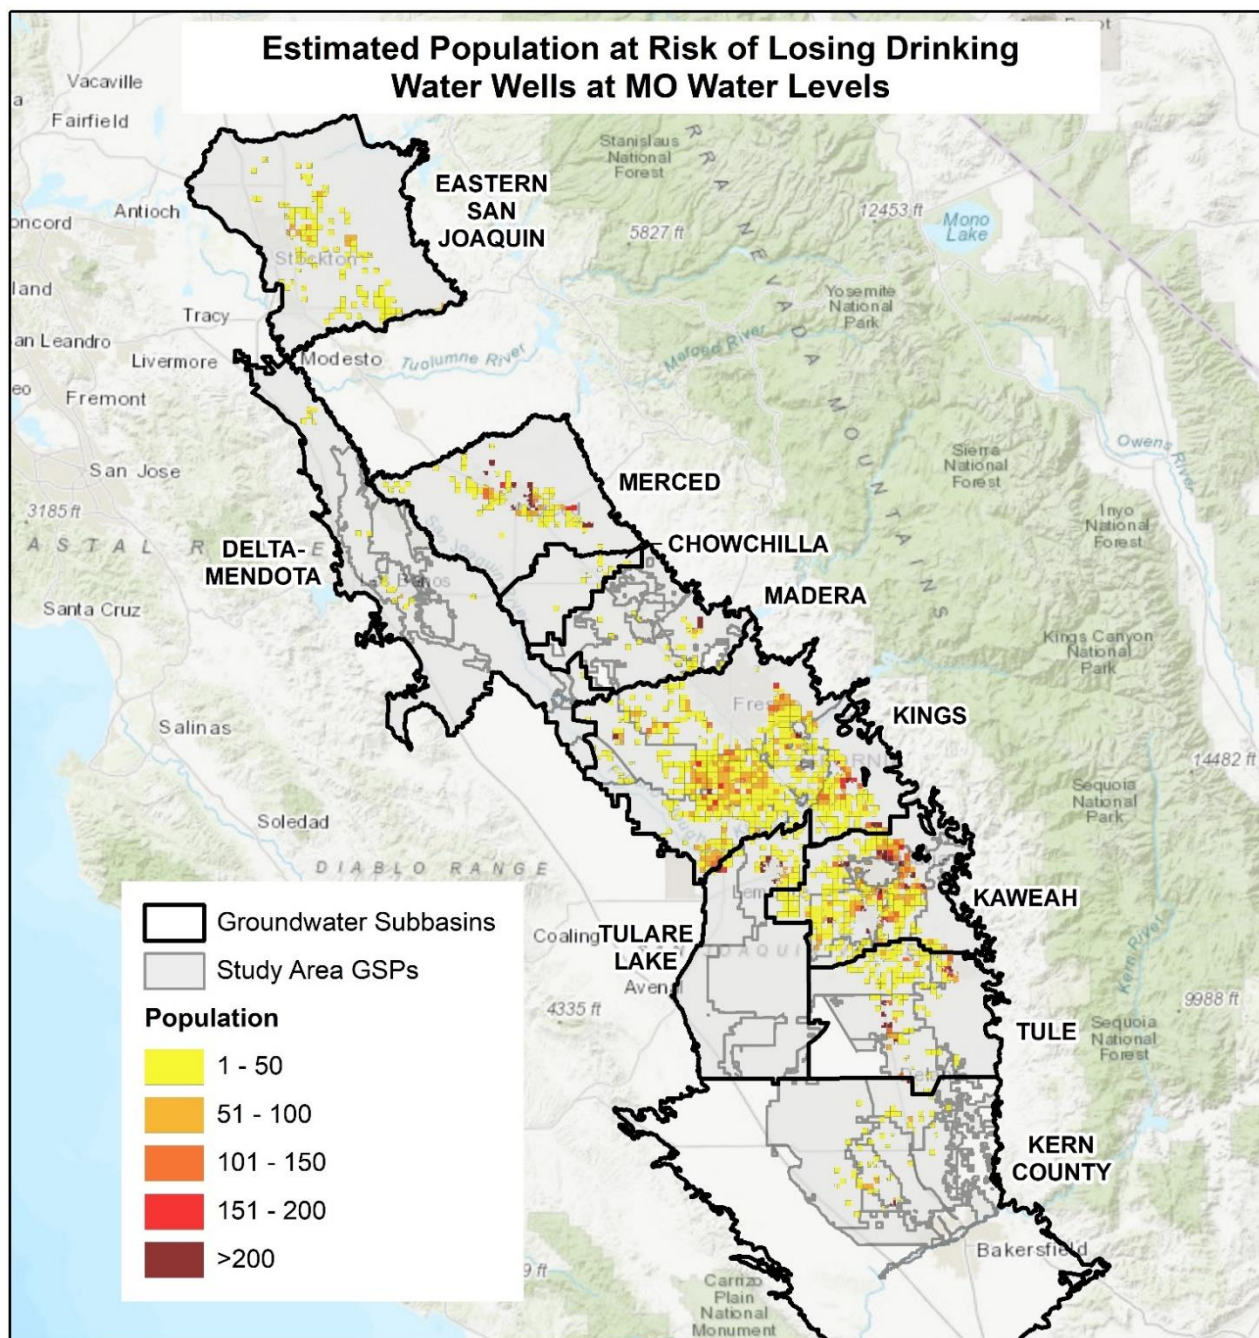 Estimated Population at Risk of Losing Drinking
Water Wells at MO Water Levels
Vacaville
Fairfield
Stanislaus
National
Forest
EASTERN
SAN
JOAQUIN
Antioch
12453 ft
Mono
Lake
5827 ft
Stockton
Yosemite
National
Park
Tracy
Livermore
Modesto
Tuolumne River
Merced River
Fremont
Owens River
San Jose
Sierra
National
Forest
MERCED
3185 ft
Inyo
National
Forest
CHOWCHILLA
DELTA-
MENDOTA
MADERA
Santa Cruz
Kings Canyon
National
Park
KINGS
Salinas
14482 ft
Sequoia
National
Park
Soledad
DIABLO RANGE
KAWEAH
Groundwater Subbasins
Study Area GSPs
TULARE
LAKE
Population
4335 ft
Kern River
9988 ft
TULE
Sequoia
National
Forest
1 - 50
51 - 100
101 - 150
151 - 200
>200
KERN
COUNTY
Bakersfield
Carrizo
Plain
National
Monument